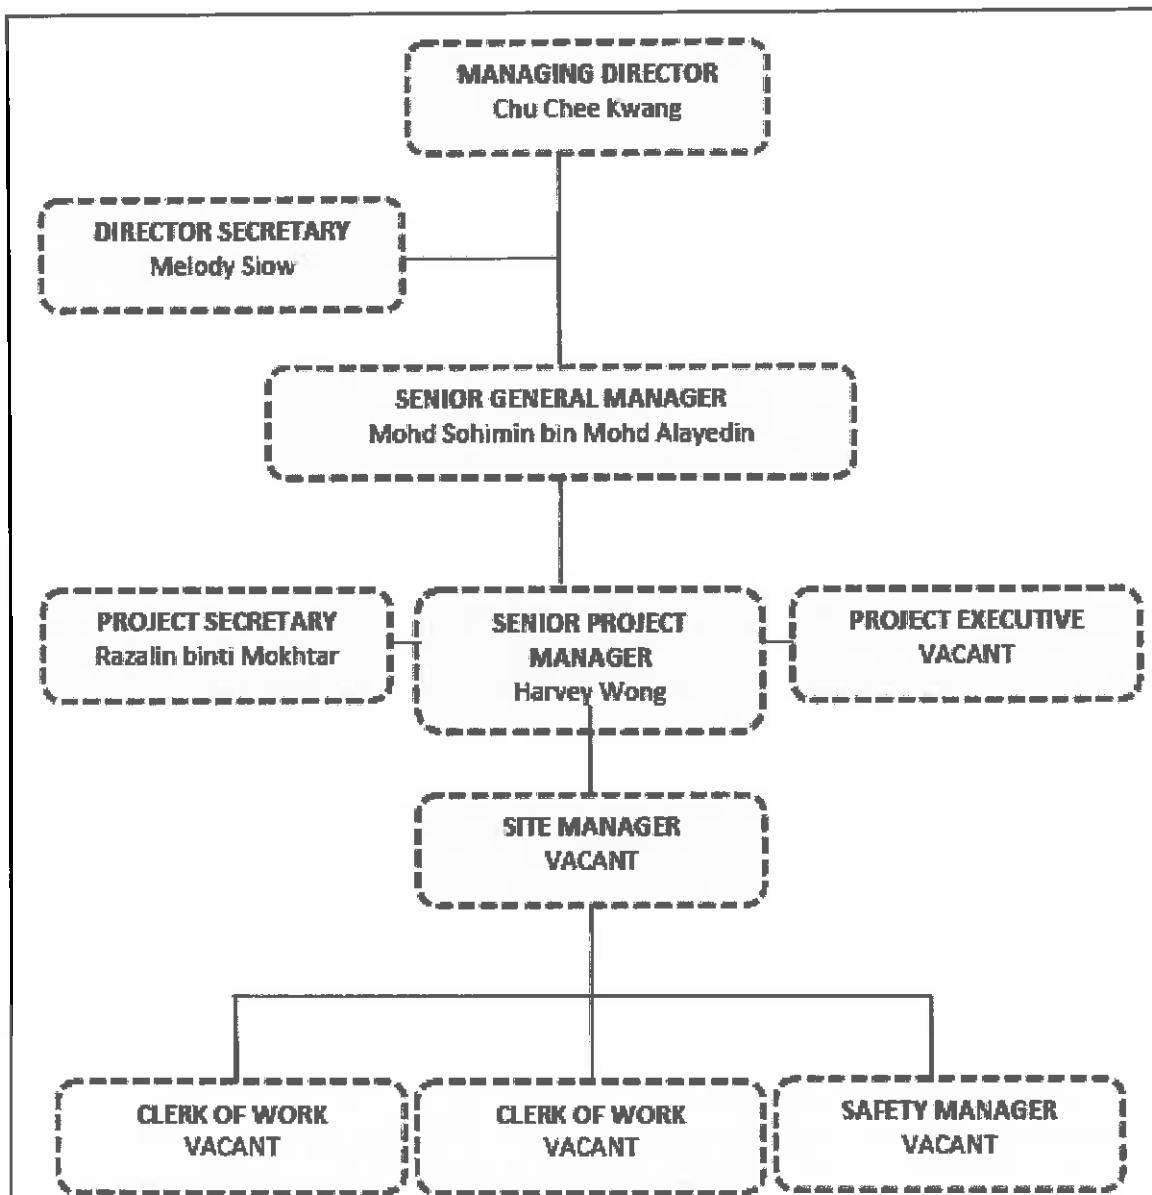 MANAGING DIRECTOR
Chu Chee Kwang
DIRECTOR SECRETARY
Melody Siow
SENIOR GENERAL MANAGER
Mohd Sohimin bin Mohd Alayedin
PROJECT SECRETARY
Razalin binti Mokhtar
SENIOR PROJECT
MANAGER
Harvey Wong
PROJECT EXECUTIVE
VACANT
SITE MANAGER
VACANT
CLERK OF WORK
VACANT
CLERK OF WORK
VACANT
SAFETY MANAGER
VACANT